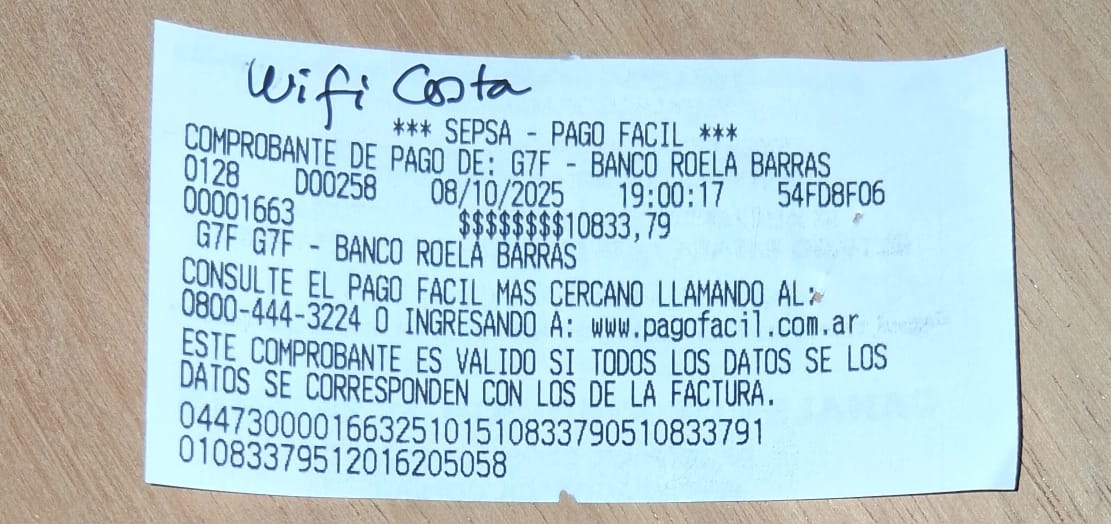 Wifi Costa
*** SEPSA - PAGO FACIL ***
COMPROBANTE DE PAGO DE: G7F - BANCO ROELA BARRAS
0128 D00258 08/10/2025 19:00:17 54FD8F06
00001663 $$$$$$$$10833,79
G7F G7F - BANCO ROELA BARRAS
CONSULTE EL PAGO FACIL MAS CERCANO LLAMANDO AL:
0800-444-3224 O INGRESANDO A: www.pagofacil.com.ar
ESTE COMPROBANTE ES VALIDO SI TODOS LOS DATOS SE LOS
DATOS SE CORRESPONDEN CON LOS DE LA FACTURA.
044730000166325101510833790510833791
01083379512016205058